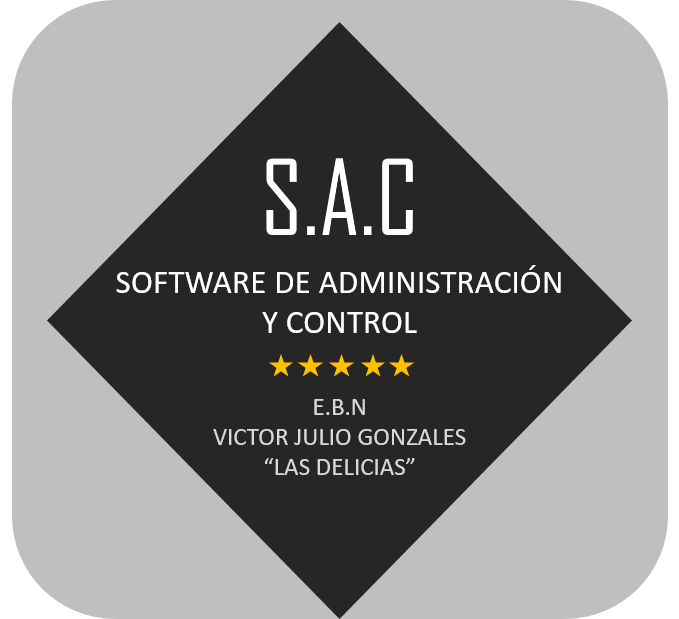 S.A.C
SOFTWARE DE ADMINISTRACIÓN
Y CONTROL
E.B.N
VICTOR JULIO GONZALES
“LAS DELICIAS”